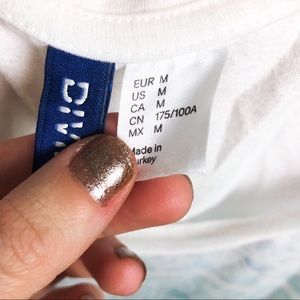 EUR M
US M
CA M
CN 175/100A
MX M
Made in
Turkey